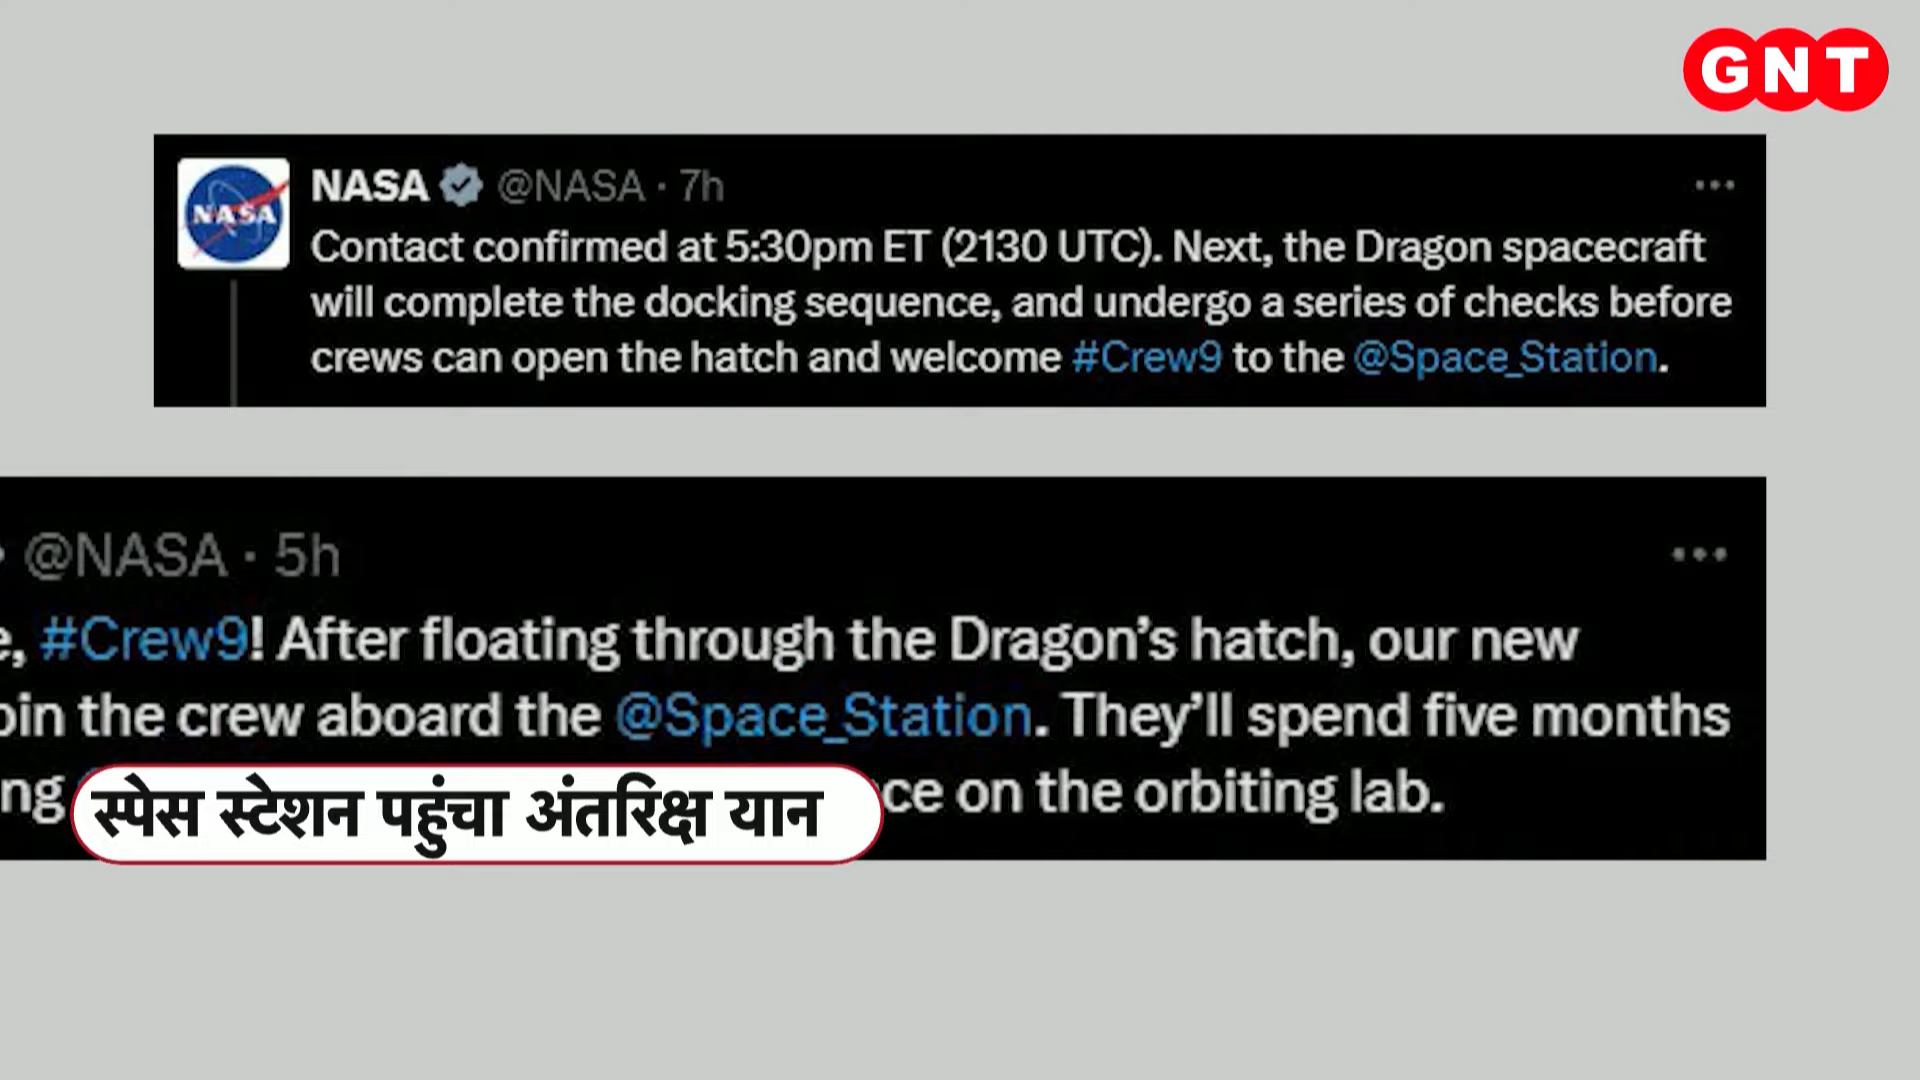 GNT
NASA
NASA @NASA · 7h
Contact confirmed at 5:30pm ET (2130 UTC). Next, the Dragon spacecraft
will complete the docking sequence, and undergo a series of checks before
crews can open the hatch and welcome #Crew9 to the @Space_Station.
@NASA · 5h
#Crew9! After floating through the Dragon's hatch, our new
the crew aboard the @Space_Station. They'll spend five months
on the orbiting lab.
स्पेस स्टेशन पहुंचा अंतरिक्ष यान